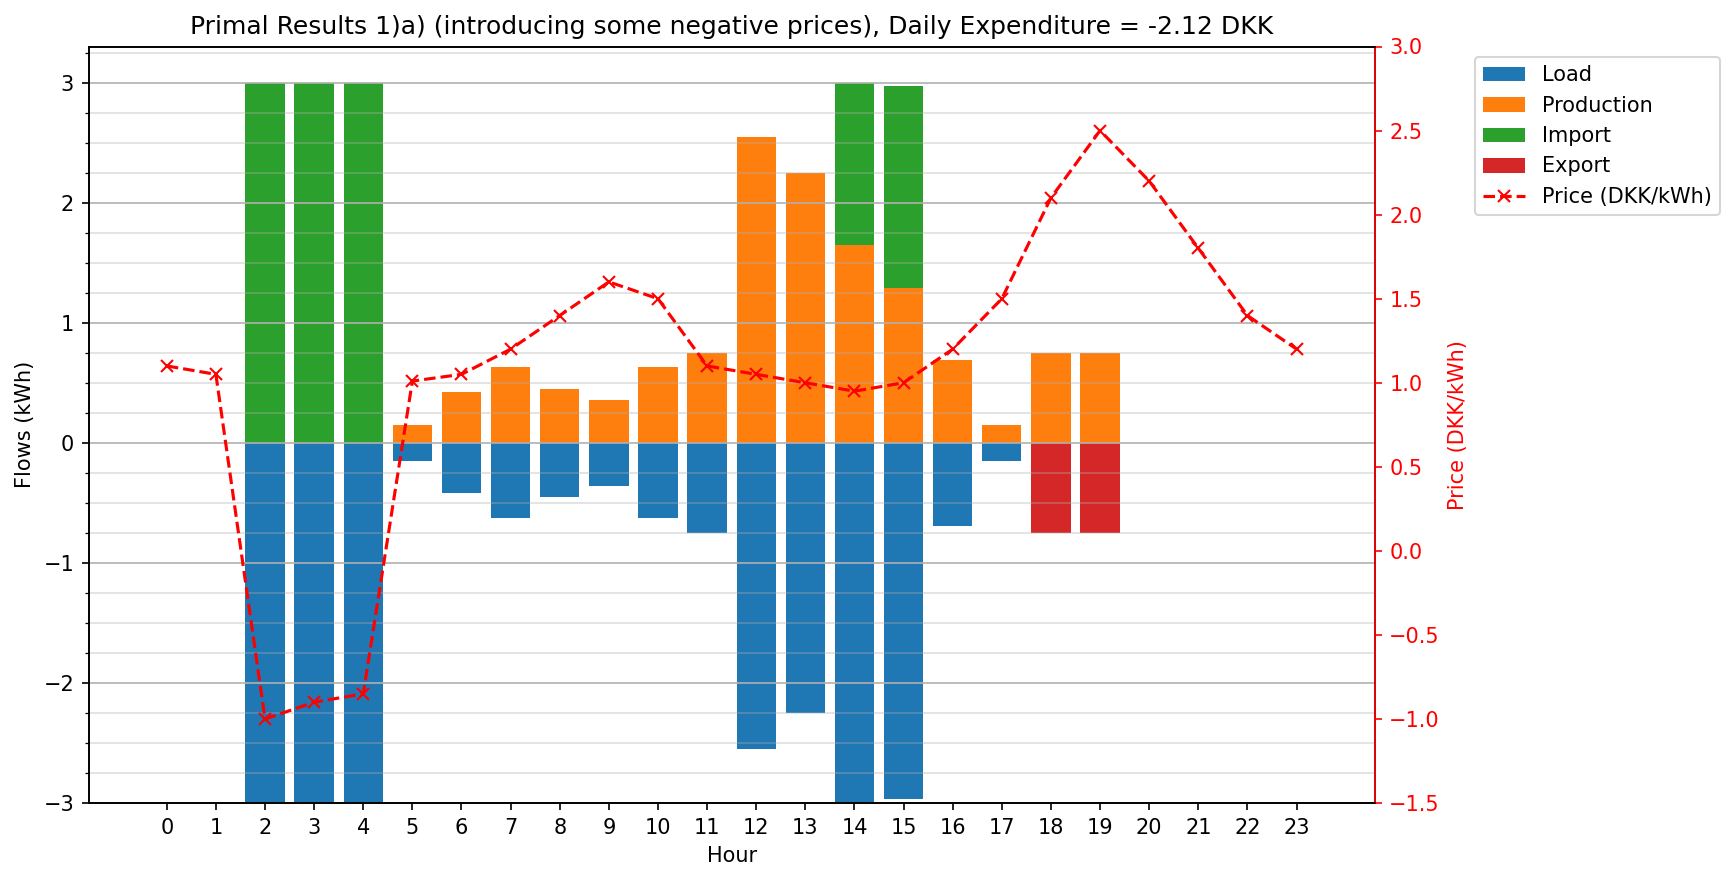 Primal Results 1)a) (introducing some negative prices), Daily Expenditure = -2.12 DKK
Flows (kWh)
3
2
1
0
−1
−2
−3
0 1 2 3 4 5 6 7 8 9 10 11 12 13 14 15 16 17 18 19 20 21 22 23
Hour
3.0
2.5
2.0
1.5
1.0
0.5
0.0
−0.5
−1.0
−1.5
Price (DKK/kWh)
Load
Production
Import
Export
Price (DKK/kWh)